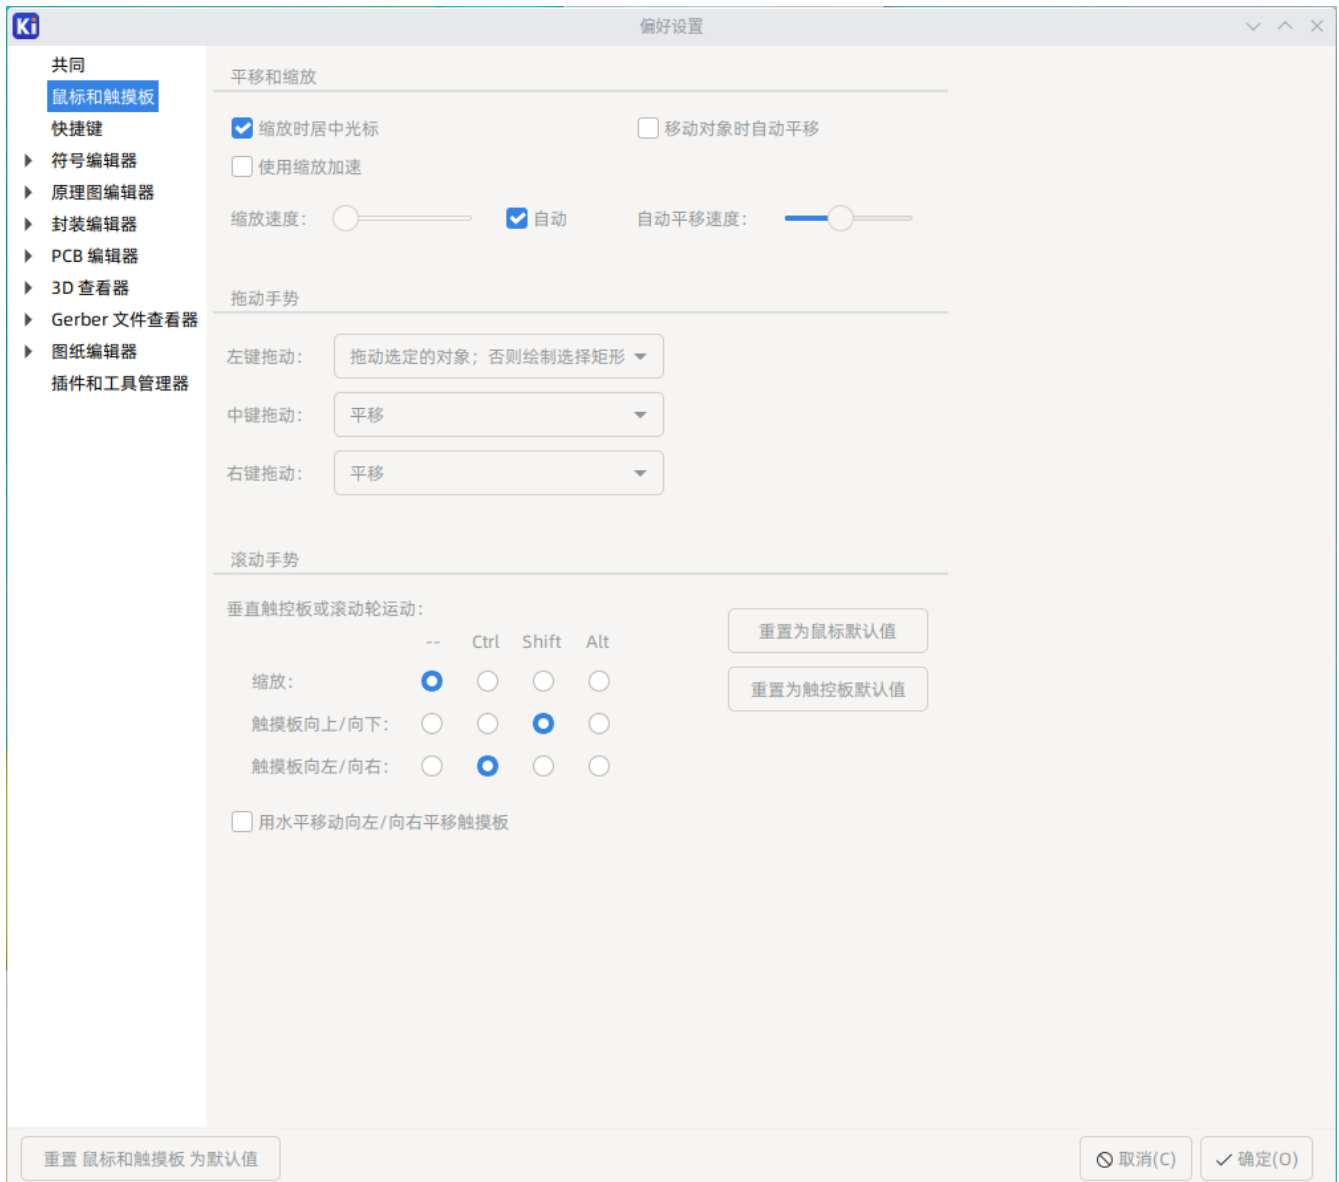 Ki 偏好设置
共同
鼠标和触摸板
快捷键
符号编辑器
原理图编辑器
封装编辑器
PCB 编辑器
3D 查看器
Gerber 文件查看器
图纸编辑器
插件和工具管理器
平移和缩放
缩放时居中光标 移动对象时自动平移
使用缩放加速
缩放速度： 自动 自动平移速度：
拖动手势
左键拖动： 拖动选定的对象；否则绘制选择矩形
中键拖动： 平移
右键拖动： 平移
滚动手势
垂直触控板或滚动轮运动：
-- Ctrl Shift Alt
缩放：
触摸板向上/向下：
触摸板向左/向右：
重置为鼠标默认值
重置为触控板默认值
用水平移动向左/向右平移触摸板
重置 鼠标和触摸板 为默认值 取消(C) 确定(O)